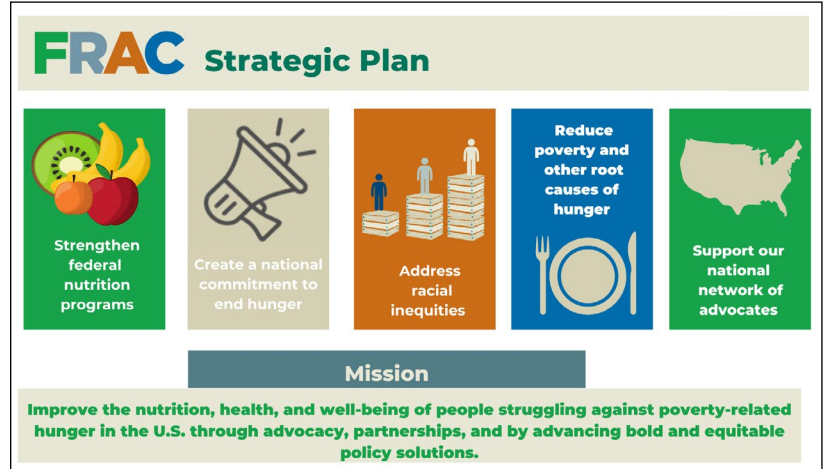 FRAC Strategic Plan
Strengthen
federal
nutrition
programs
Create a national
commitment to
end hunger
Address
racial
inequities
Reduce
poverty and
other root
causes of
hunger
Support our
national
network of
advocates
Mission
Improve the nutrition, health, and well-being of people struggling against poverty-related
hunger in the U.S. through advocacy, partnerships, and by advancing bold and equitable
policy solutions.